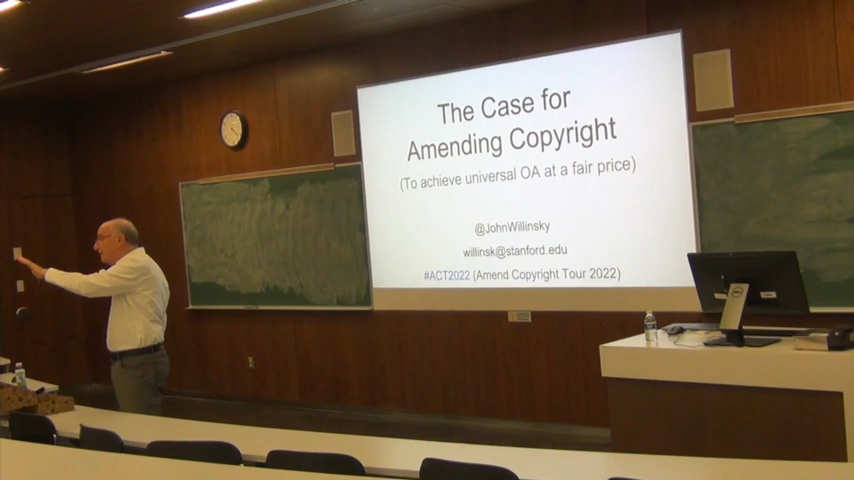 The Case for
Amending Copyright
(To achieve universal OA at a fair price)
@JohnWillinsky
willinsk@stanford.edu
#ACT2022 (Amend Copyright Tour 2022)
DELL